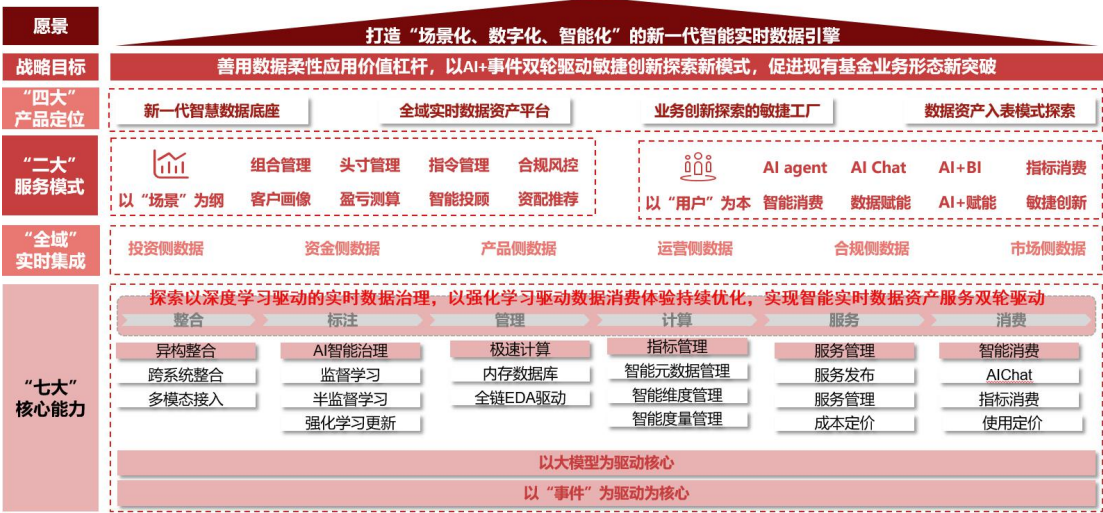 愿景
打造“场景化、数字化、智能化”的新一代智能实时数据引擎
战略目标
善用数据柔性应用价值杠杆，以AI+事件双轮驱动敏捷创新探索新模式，促进现有基金业务形态新突破
“四大”
产品定位
新一代智慧数据底座
全域实时数据资产平台
业务创新探索的敏捷工厂
数据资产入表模式探索
“二大”
服务模式
以“场景”为纲
组合管理 头寸管理 指令管理 合规风控
客户画像 盈亏测算 智能投顾 资配推荐
以“用户”为本
AI agent AI Chat AI+BI 指标消费
智能消费 数据赋能 AI+赋能 敏捷创新
“全域”
实时集成
投资侧数据 资金侧数据 产品侧数据 运营侧数据 合规侧数据 市场侧数据
“七大”
核心能力
探索以深度学习驱动的实时数据治理，以强化学习驱动数据消费体验持续优化，实现智能实时数据资产服务双轮驱动
整合 标注 管理 计算 服务 消费
异构整合
跨系统整合
多模态接入
AI智能治理
监督学习
半监督学习
强化学习更新
极速计算
内存数据库
全链EDA驱动
指标管理
智能元数据管理
智能维度管理
智能度量管理
服务管理
服务发布
服务管理
成本定价
智能消费
AIChat
指标消费
使用定价
以大模型为驱动核心
以“事件”为驱动为核心